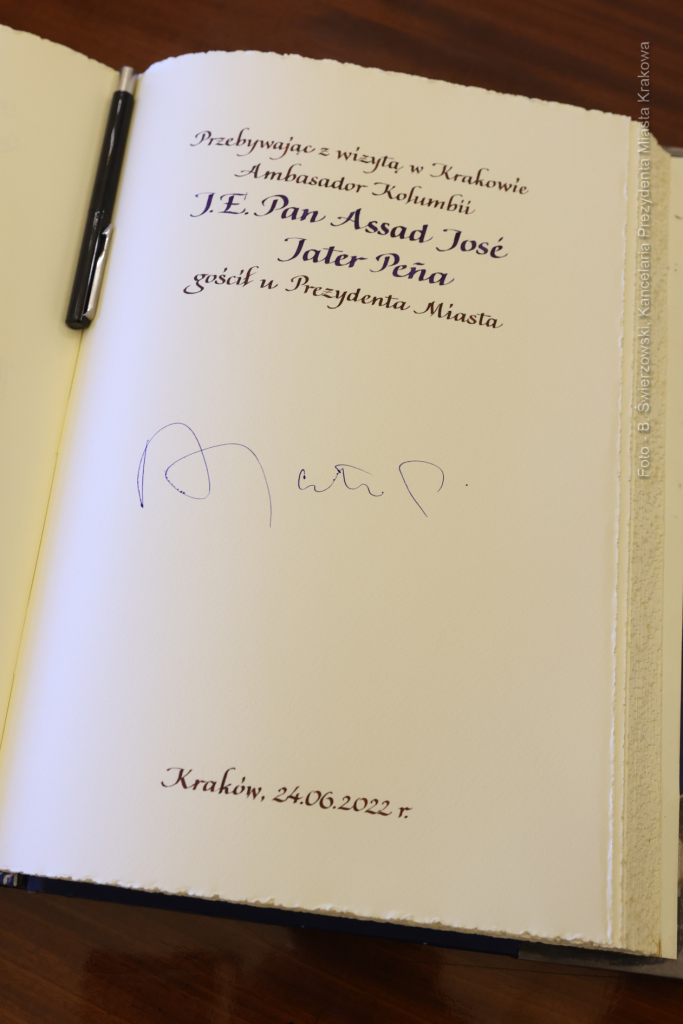 Przebywając z wizytą w Krakowie
Ambasador Kolumbii
J.E. Pan Assad José
Jater Peña
gościł u Prezydenta Miasta
Kraków, 24.06.2022 r.
Foto - B. Świerzowski, Kancelaria Prezydenta Miasta Krakowa